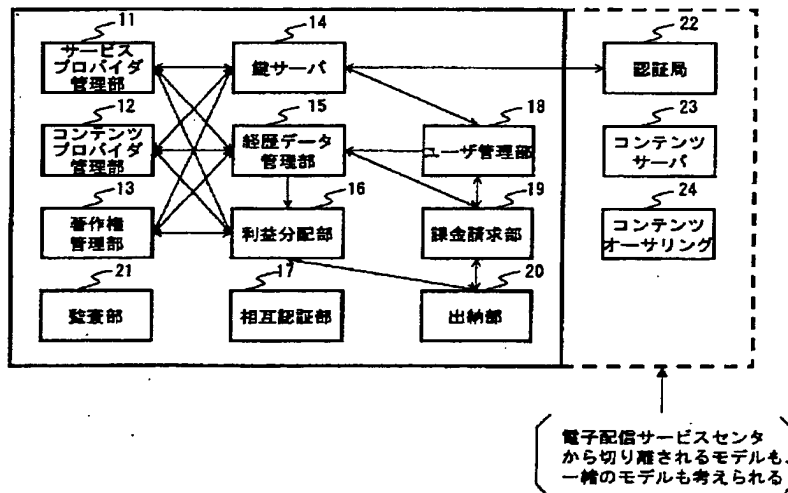 11
サービス
プロバイダ
管理部
14
鍵サーバ
22
認証局
12
コンテンツ
プロバイダ
管理部
15
経歴データ
管理部
18
ユーザ管理部
23
コンテンツ
サーバ
13
著作権
管理部
16
利益分配部
19
課金請求部
24
コンテンツ
オーサリング
21
監査部
17
相互認証部
20
出納部
電子配信サービスセンタ
から切り離されるモデルも、
一緒のモデルも考えられる